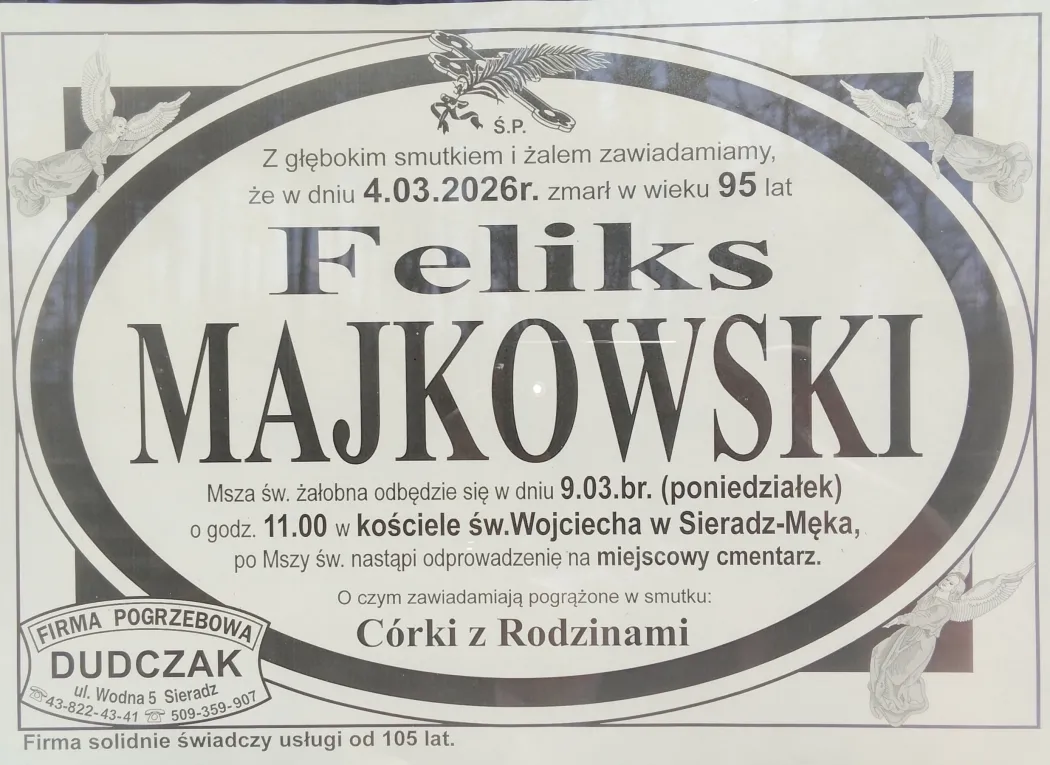 Ś.P.
Z głębokim smutkiem i żalem zawiadamiamy,
że w dniu 4.03.2026r. zmarł w wieku 95 lat
Feliks
MAJKOWSKI
Msza św. żałobna odbędzie się w dniu 9.03.br. (poniedziałek)
o godz. 11.00 w kościele św.Wojciecha w Sieradz-Męka,
po Mszy św. nastąpi odprowadzenie na miejscowy cmentarz.
O czym zawiadamiają pogrążone w smutku:
Córki z Rodzinami
FIRMA POGRZEBOWA
DUDCZAK
ul. Wodna 5 Sieradz
☎43-822-43-41 ☎ 509-359-907
Firma solidnie świadczy usługi od 105 lat.